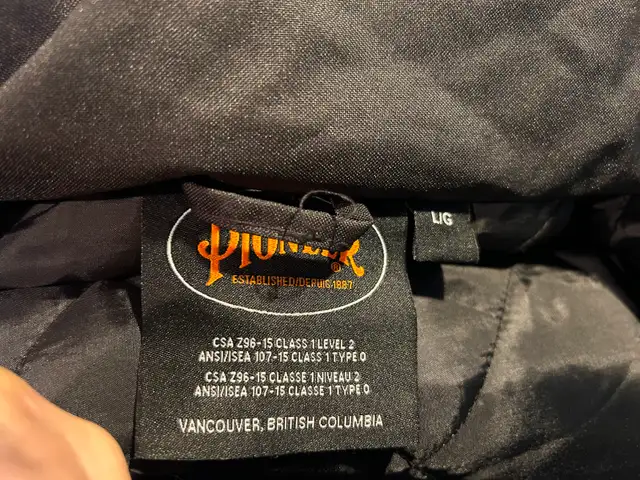 PIONEER®
L/G
ESTABLISHED/DEPUIS 1887
CSA Z96-15 CLASS 1 LEVEL 2
ANSI/ISEA 107-15 CLASS 1 TYPE O
CSA Z96-15 CLASSE 1 NIVEAU 2
ANSI/ISEA 107-15 CLASSE 1 TYPE O
VANCOUVER, BRITISH COLUMBIA